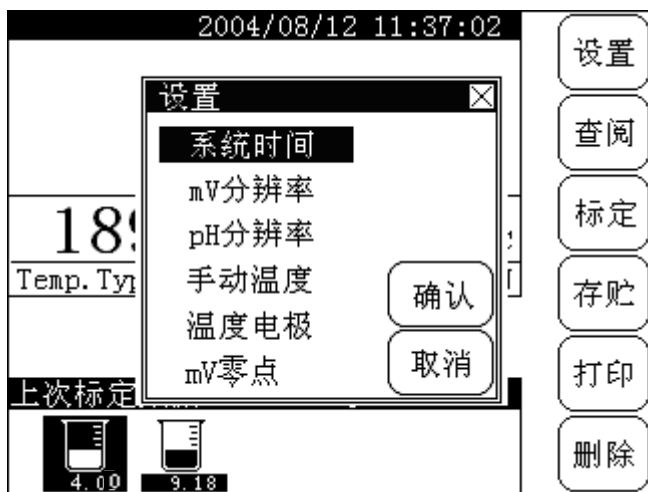 2004/08/12 11:37:02
设置
系统时间
mV分辨率
pH分辨率
手动温度
温度电极
mV零点
确认
取消
189
Temp.Typ
上次标定
4.00
9.18
设置
查阅
标定
存贮
打印
删除